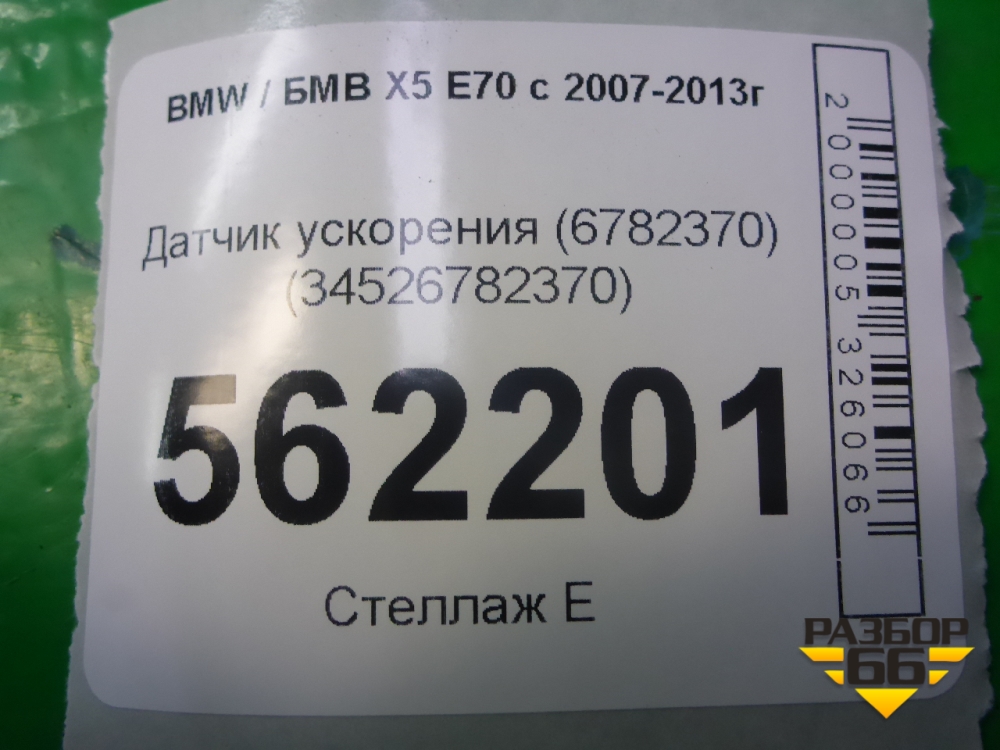 BMW / БМВ X5 E70 с 2007-2013г
Датчик ускорения (6782370)
(34526782370)
562201
Стеллаж Е
2000005326066
РАЗБОР
66